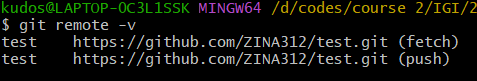 kudos@LAPTOP-OC3L1SSK MINGW64 /d/codes/course 2/IGI/2
$ git remote -v
test    https://github.com/ZINA312/test.git (fetch)
test    https://github.com/ZINA312/test.git (push)